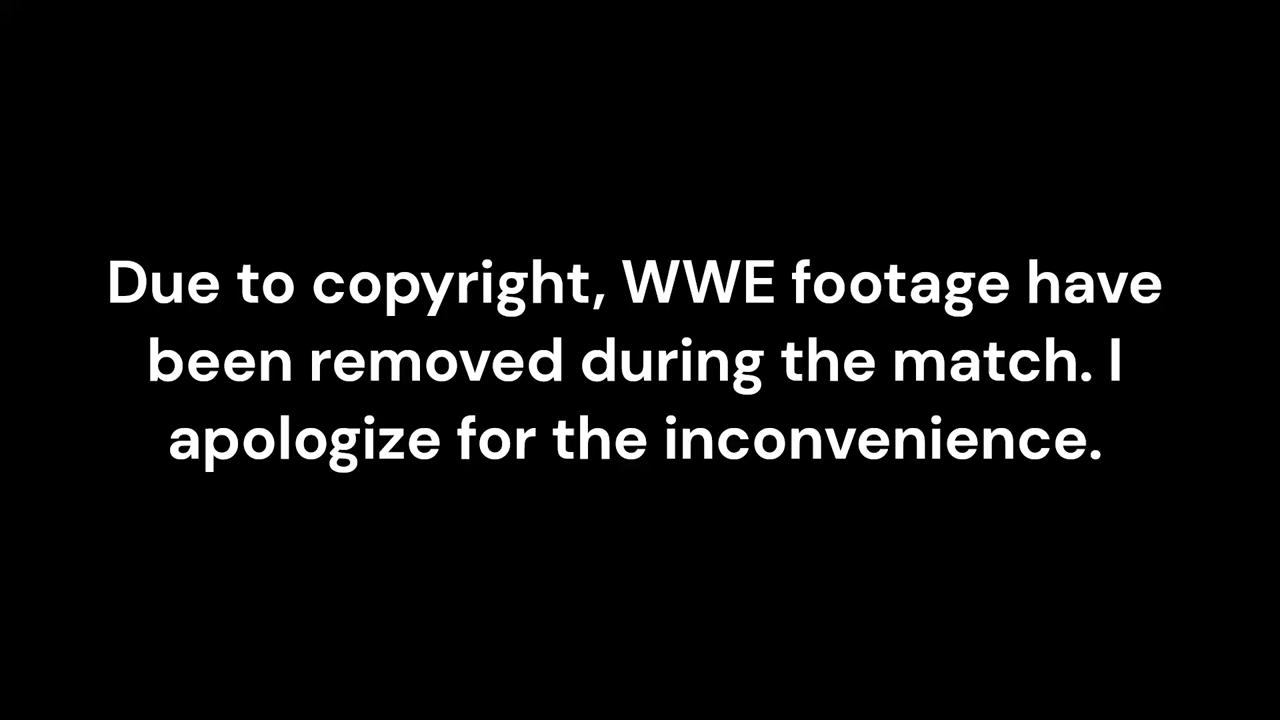 Due to copyright, WWE footage have
been removed during the match. I
apologize for the inconvenience.